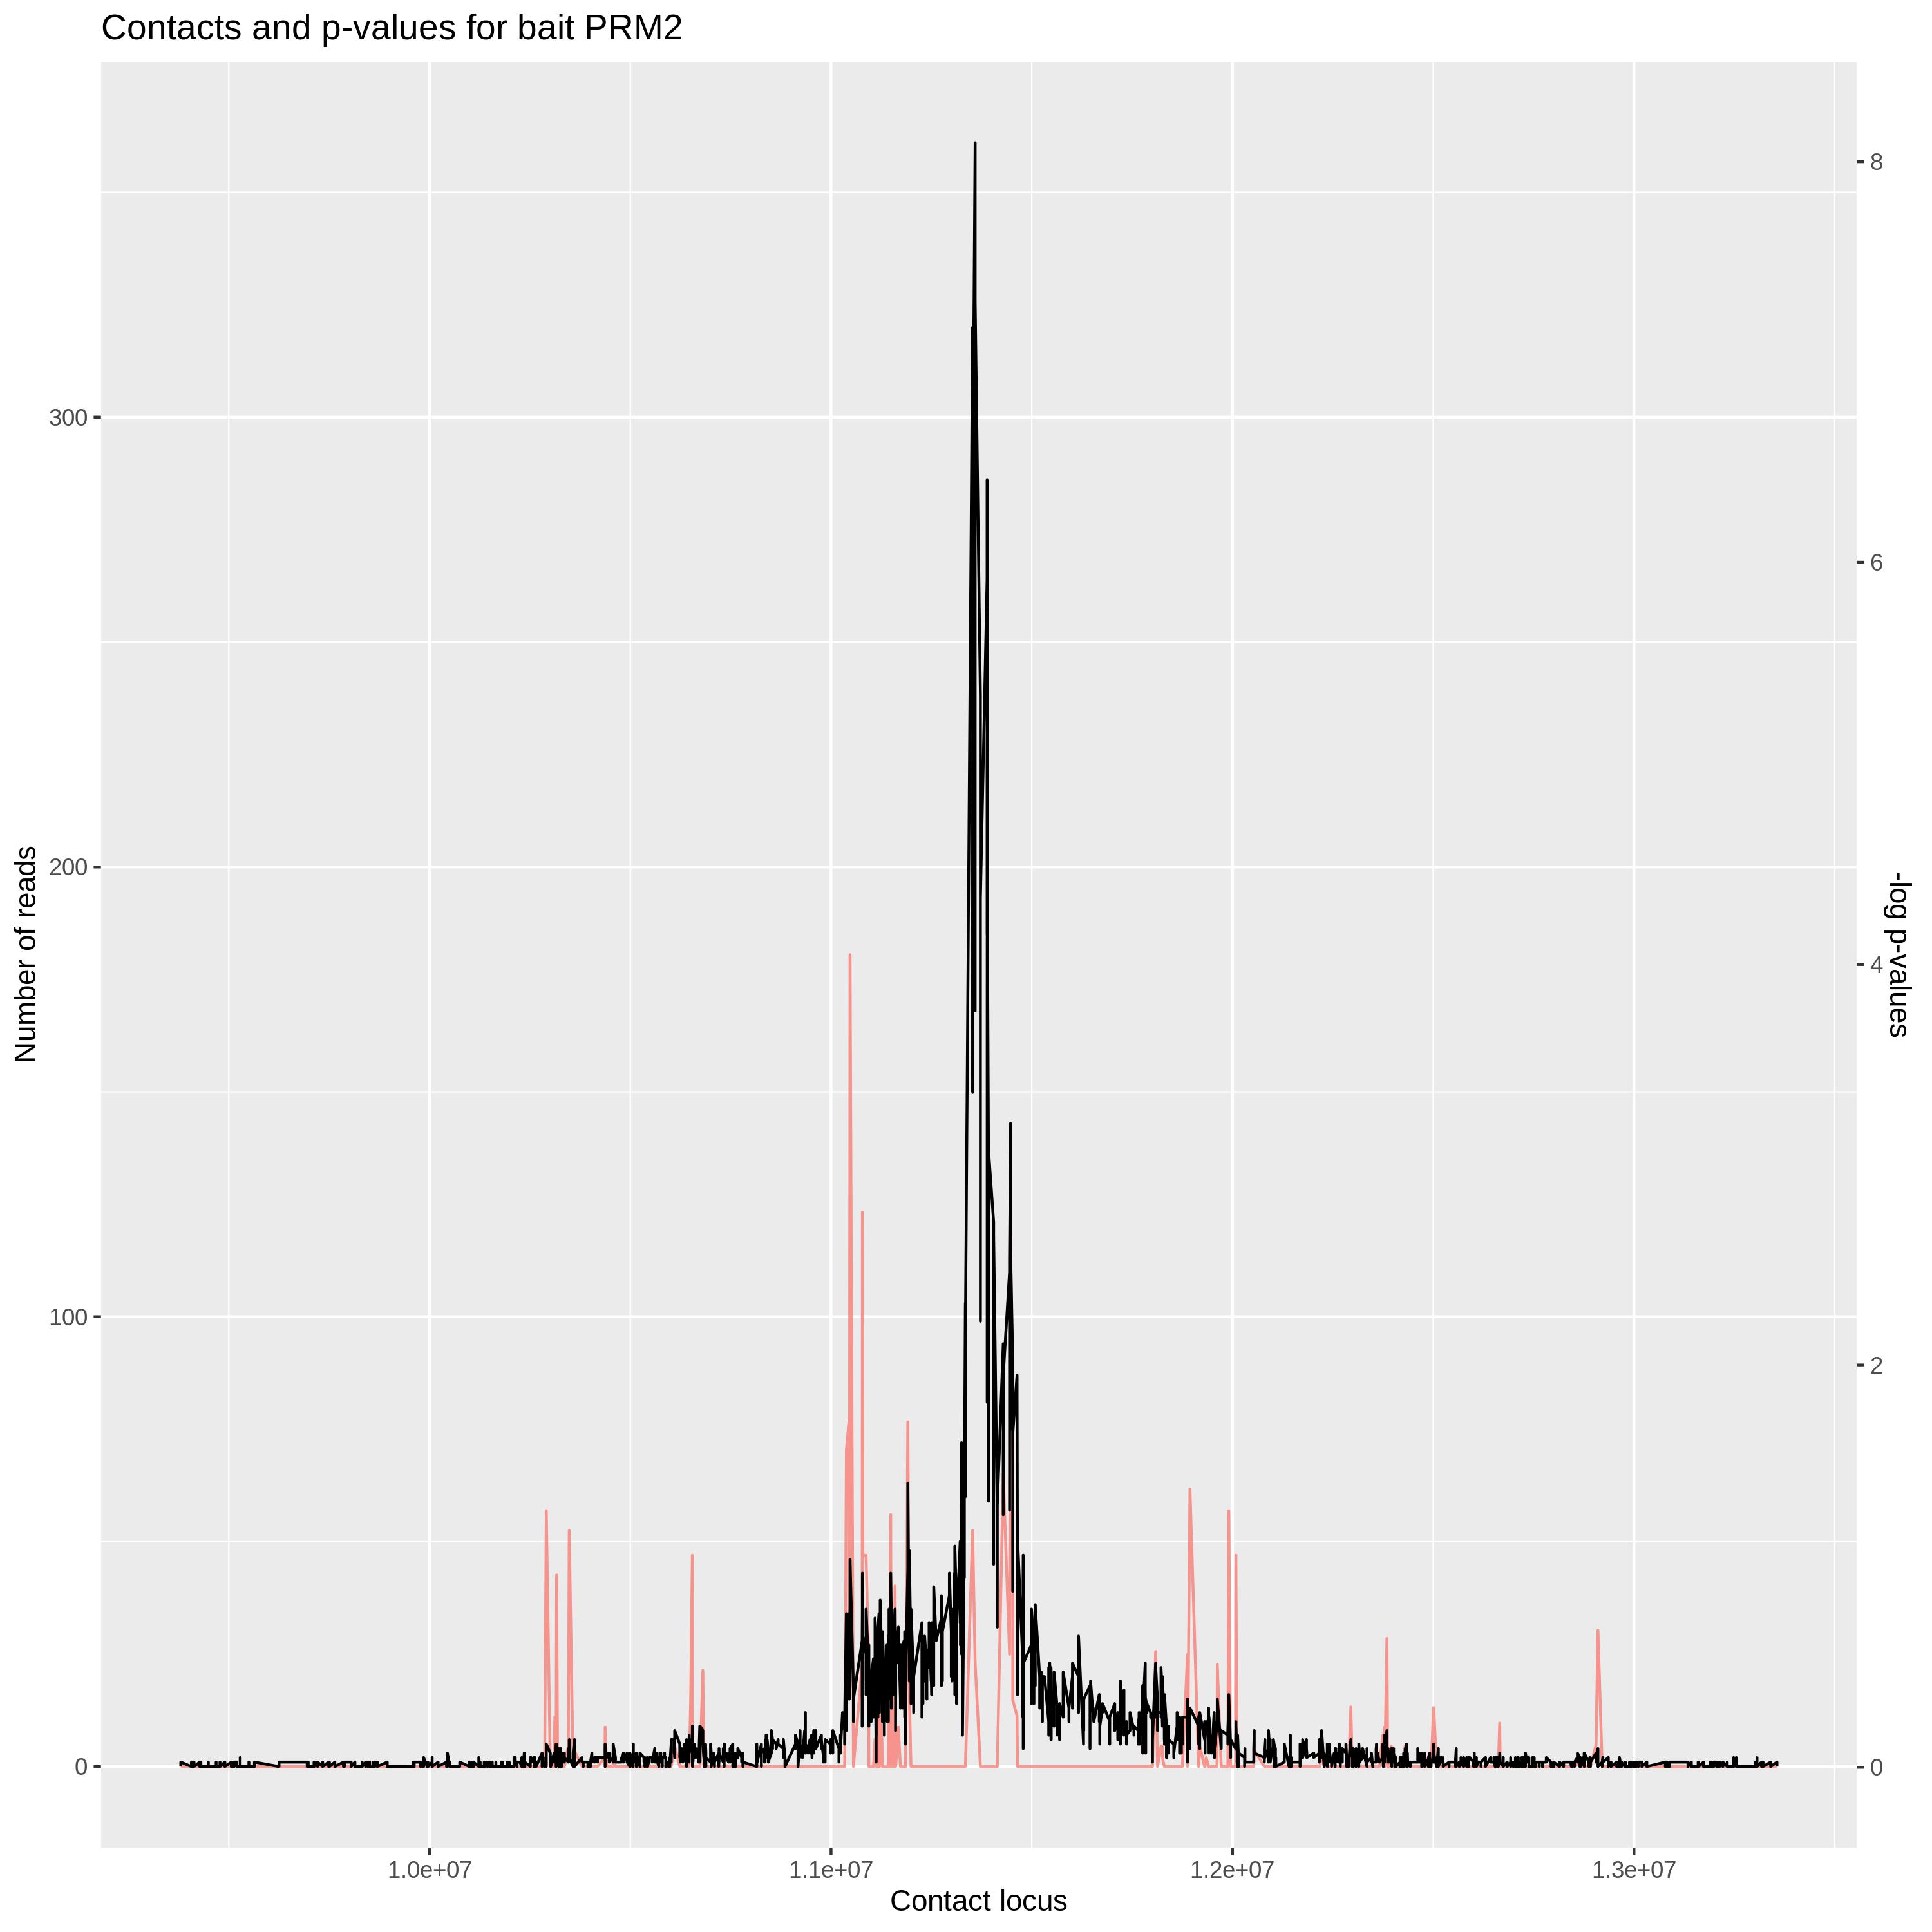 Contacts and p-values for bait PRM2
Number of reads
300
200
100
0
8
6
4
2
0
-log p-values
1.0e+07
1.1e+07
1.2e+07
1.3e+07
Contact locus